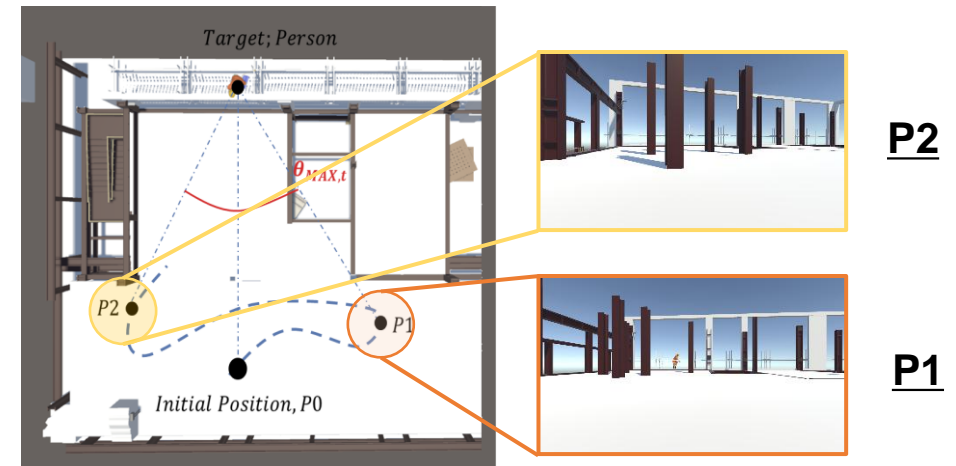 Target; Person
P2
θMAX,t
P2
P1
P1
Initial Position, P0